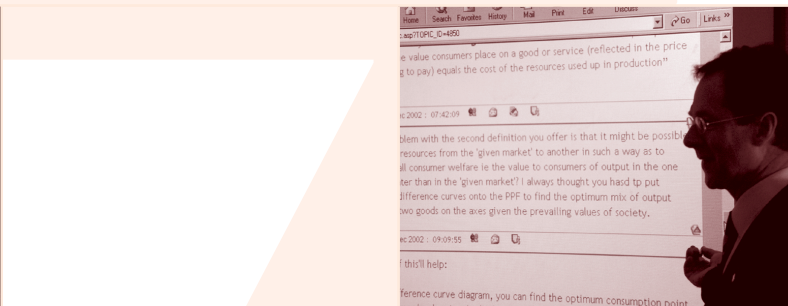 Home Search Favorites History Mail Print Edit Discuss
Go Links »
c.asp?TOPIC_ID=4850
e value consumers place on a good or service (reflected in the price
g to pay) equals the cost of the resources used up in production"
ec 2002 : 07:42:09
blem with the second definition you offer is that it might be possible
resources from the 'given market' to another in such a way as to
all consumer welfare ie the value to consumers of output in the one
ter than in the 'given market'? I always thought you hasd tp put
difference curves onto the PPF to find the optimum mix of output
two goods on the axes given the prevailing values of society.
ec 2002 : 09:09:55
f this'll help:
ference curve diagram, you can find the optimum consumption point